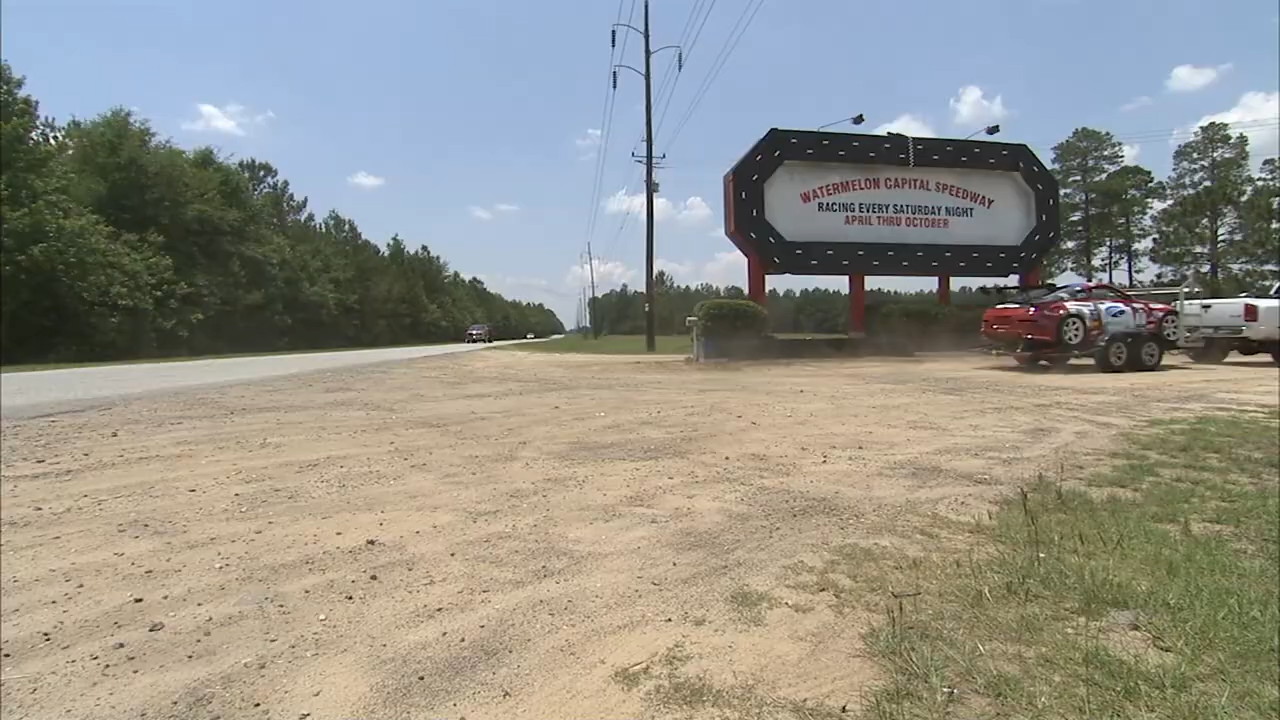 WATERMELON CAPITAL SPEEDWAY
RACING EVERY SATURDAY NIGHT
APRIL THRU OCTOBER